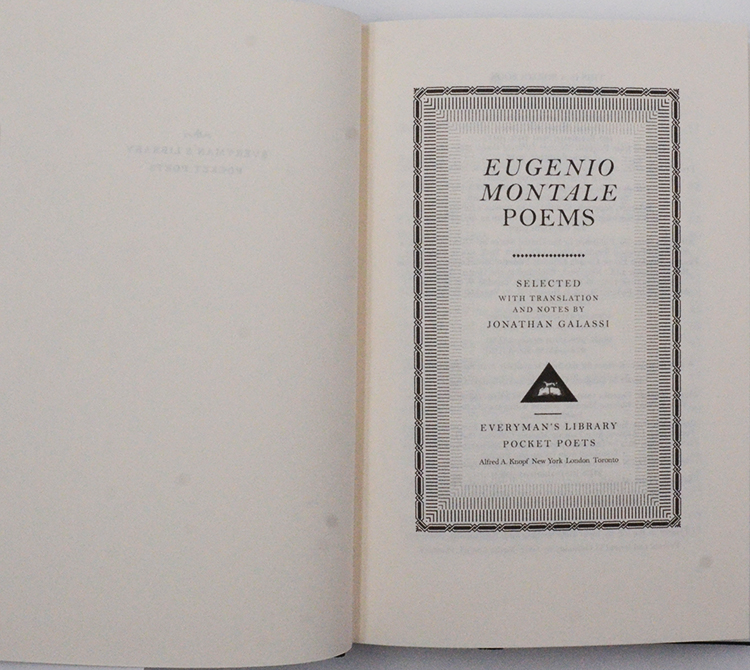 EUGENIO
MONTALE
POEMS
SELECTED
WITH TRANSLATION
AND NOTES BY
JONATHAN GALASSI
EVERYMAN'S LIBRARY
POCKET POETS
Alfred A. Knopf New York London Toronto